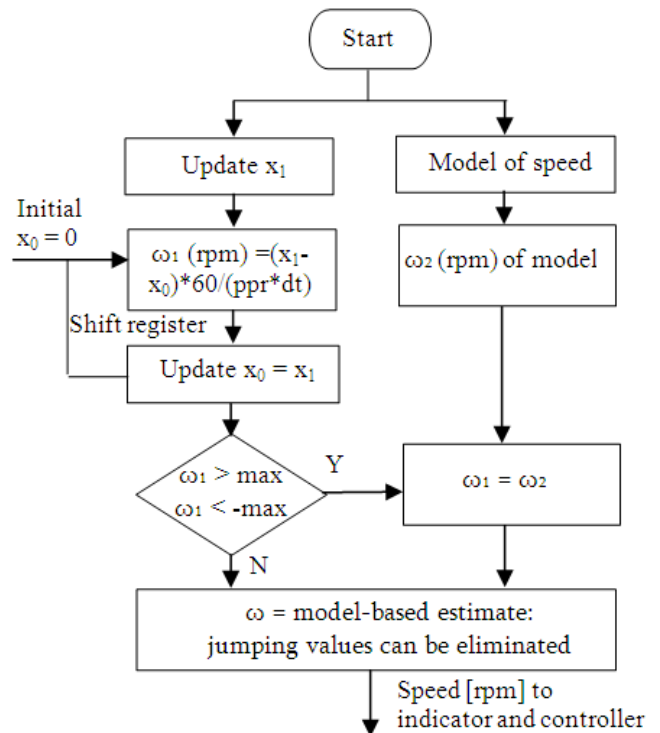 Start
Update x₁
Model of speed
Initial
x₀ = 0
ω₁ (rpm) =(x₁-
x₀)*60/(ppr*dt)
ω₂ (rpm) of model
Shift register
Update x₀ = x₁
ω₁ > max
ω₁ < -max
Y
ω₁ = ω₂
N
ω = model-based estimate:
jumping values can be eliminated
Speed [rpm] to
indicator and controller